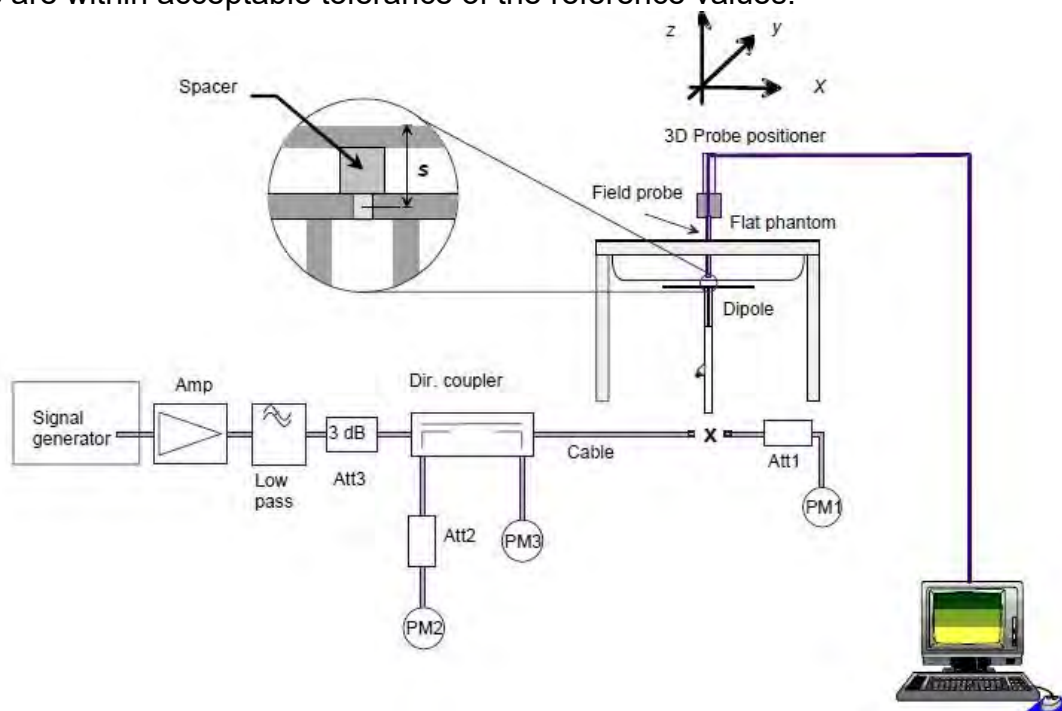 are within acceptable tolerance of the reference values.
z
y
X
Spacer
s
3D Probe positioner
Field probe
Flat phantom
Dipole
Signal
generator
Amp
Low
pass
3 dB
Att3
Dir. coupler
Cable
x
Att1
PM1
Att2
PM3
PM2